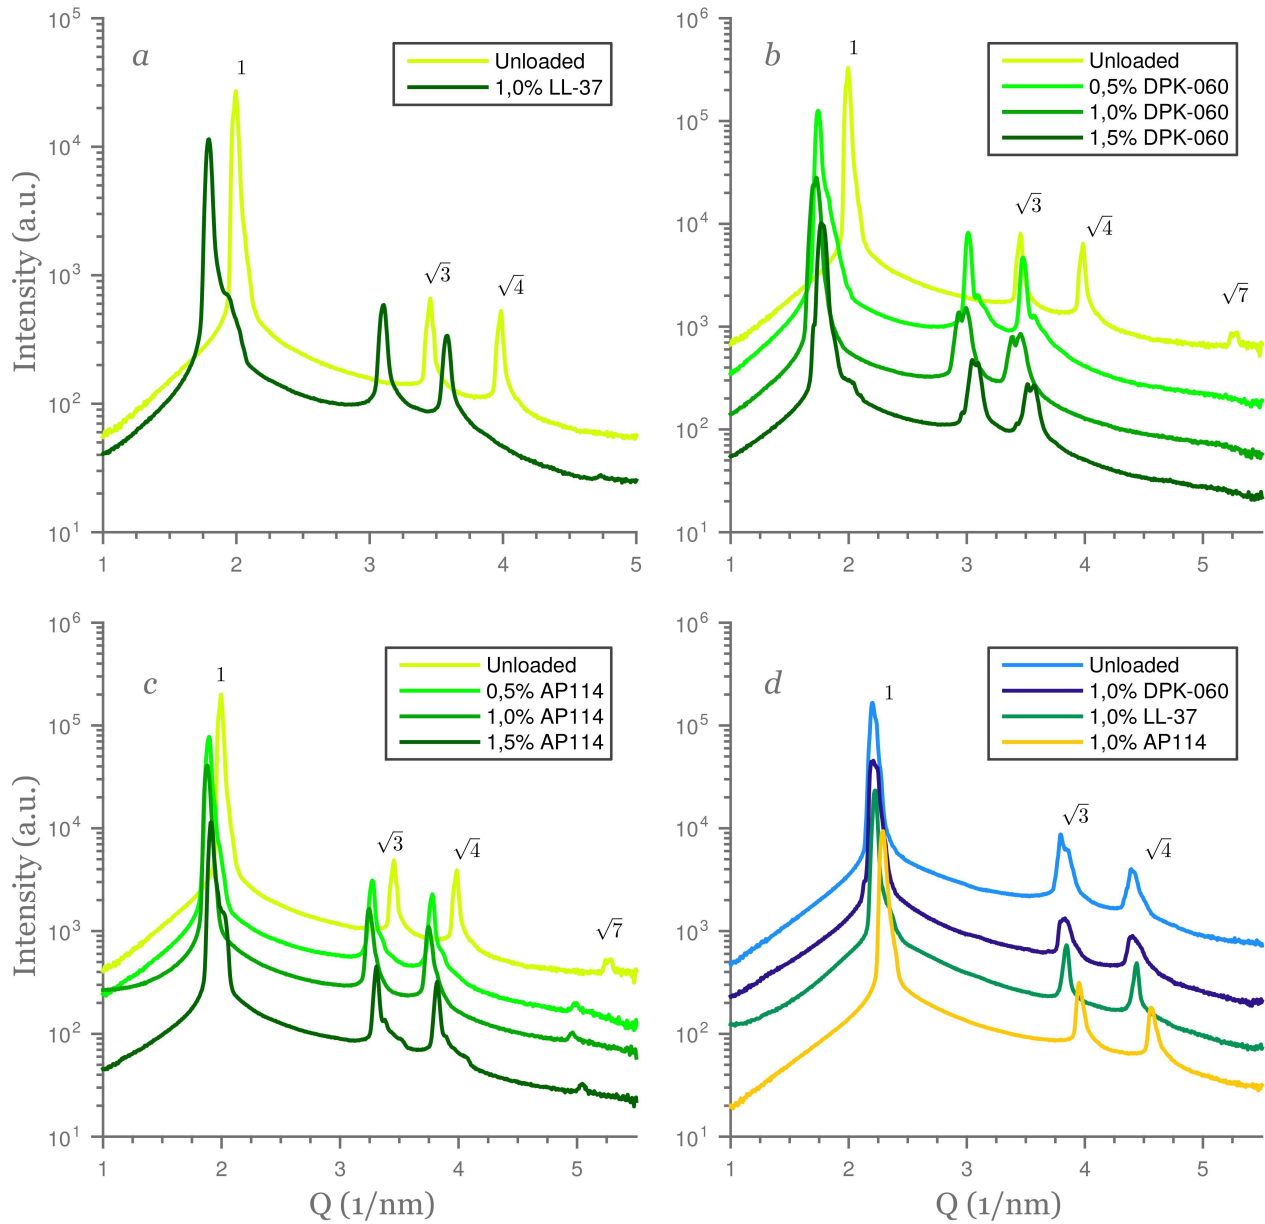 a
Unloaded
1,0% LL-37
1
√3
√4
10^5
10^4
10^3
10^2
10^1
Intensity (a.u.)
1 2 3 4 5
b
Unloaded
0,5% DPK-060
1,0% DPK-060
1,5% DPK-060
1
√3
√4
√7
10^6
10^5
10^4
10^3
10^2
10^1
1 2 3 4 5
c
Unloaded
0,5% AP114
1,0% AP114
1,5% AP114
1
√3
√4
√7
10^6
10^5
10^4
10^3
10^2
10^1
Intensity (a.u.)
1 2 3 4 5
Q (1/nm)
d
Unloaded
1,0% DPK-060
1,0% LL-37
1,0% AP114
1
√3
√4
10^6
10^5
10^4
10^3
10^2
10^1
1 2 3 4 5
Q (1/nm)